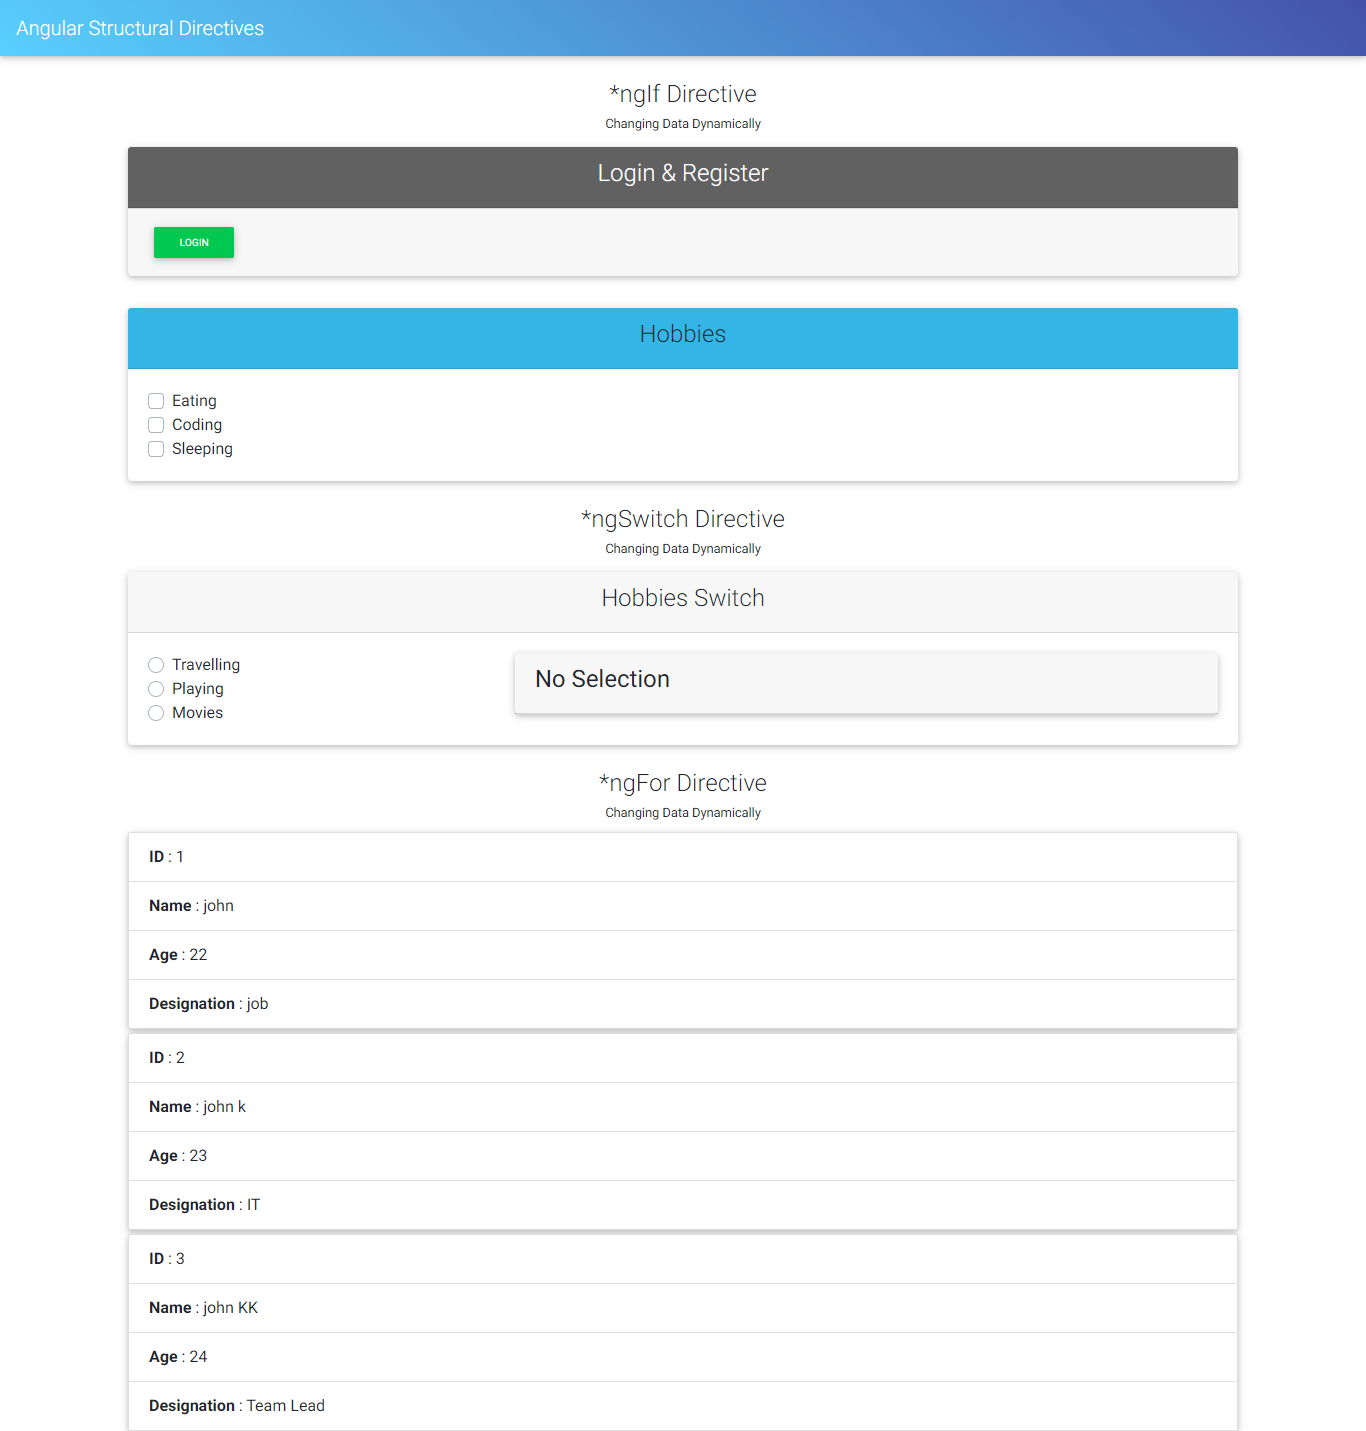 Angular Structural Directives
*ngIf Directive
Changing Data Dynamically
Login & Register
LOGIN
Hobbies
Eating
Coding
Sleeping
*ngSwitch Directive
Changing Data Dynamically
Hobbies Switch
Travelling
Playing
Movies
No Selection
*ngFor Directive
Changing Data Dynamically
ID : 1
Name : john
Age : 22
Designation : job
ID : 2
Name : john k
Age : 23
Designation : IT
ID : 3
Name : john KK
Age : 24
Designation : Team Lead